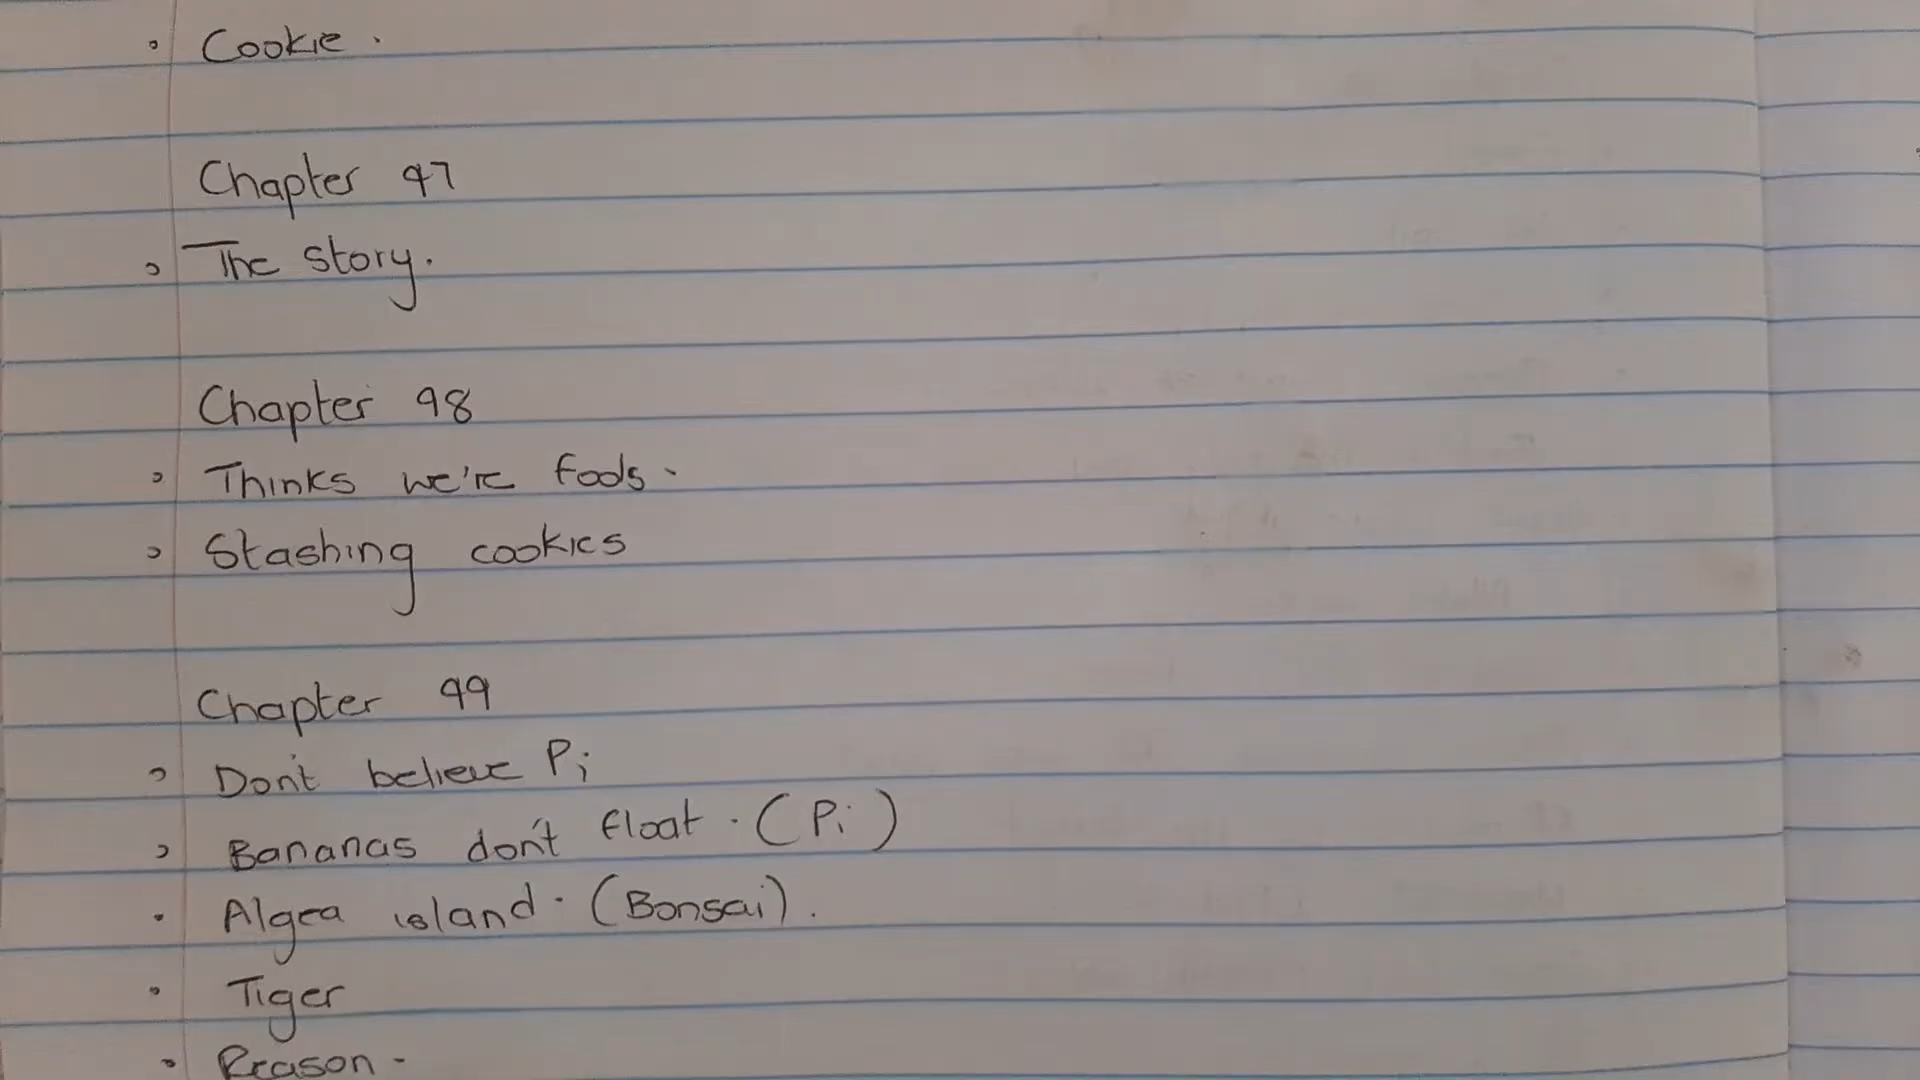 • Cookie.
Chapter 97
• The story.
Chapter 98
• Thinks we're fools.
• Stashing cookies
Chapter 99
• Don't believe Pi
• Bananas don't float. (Pi)
• Algea island. (Bonsai).
• Tiger
• Reason -